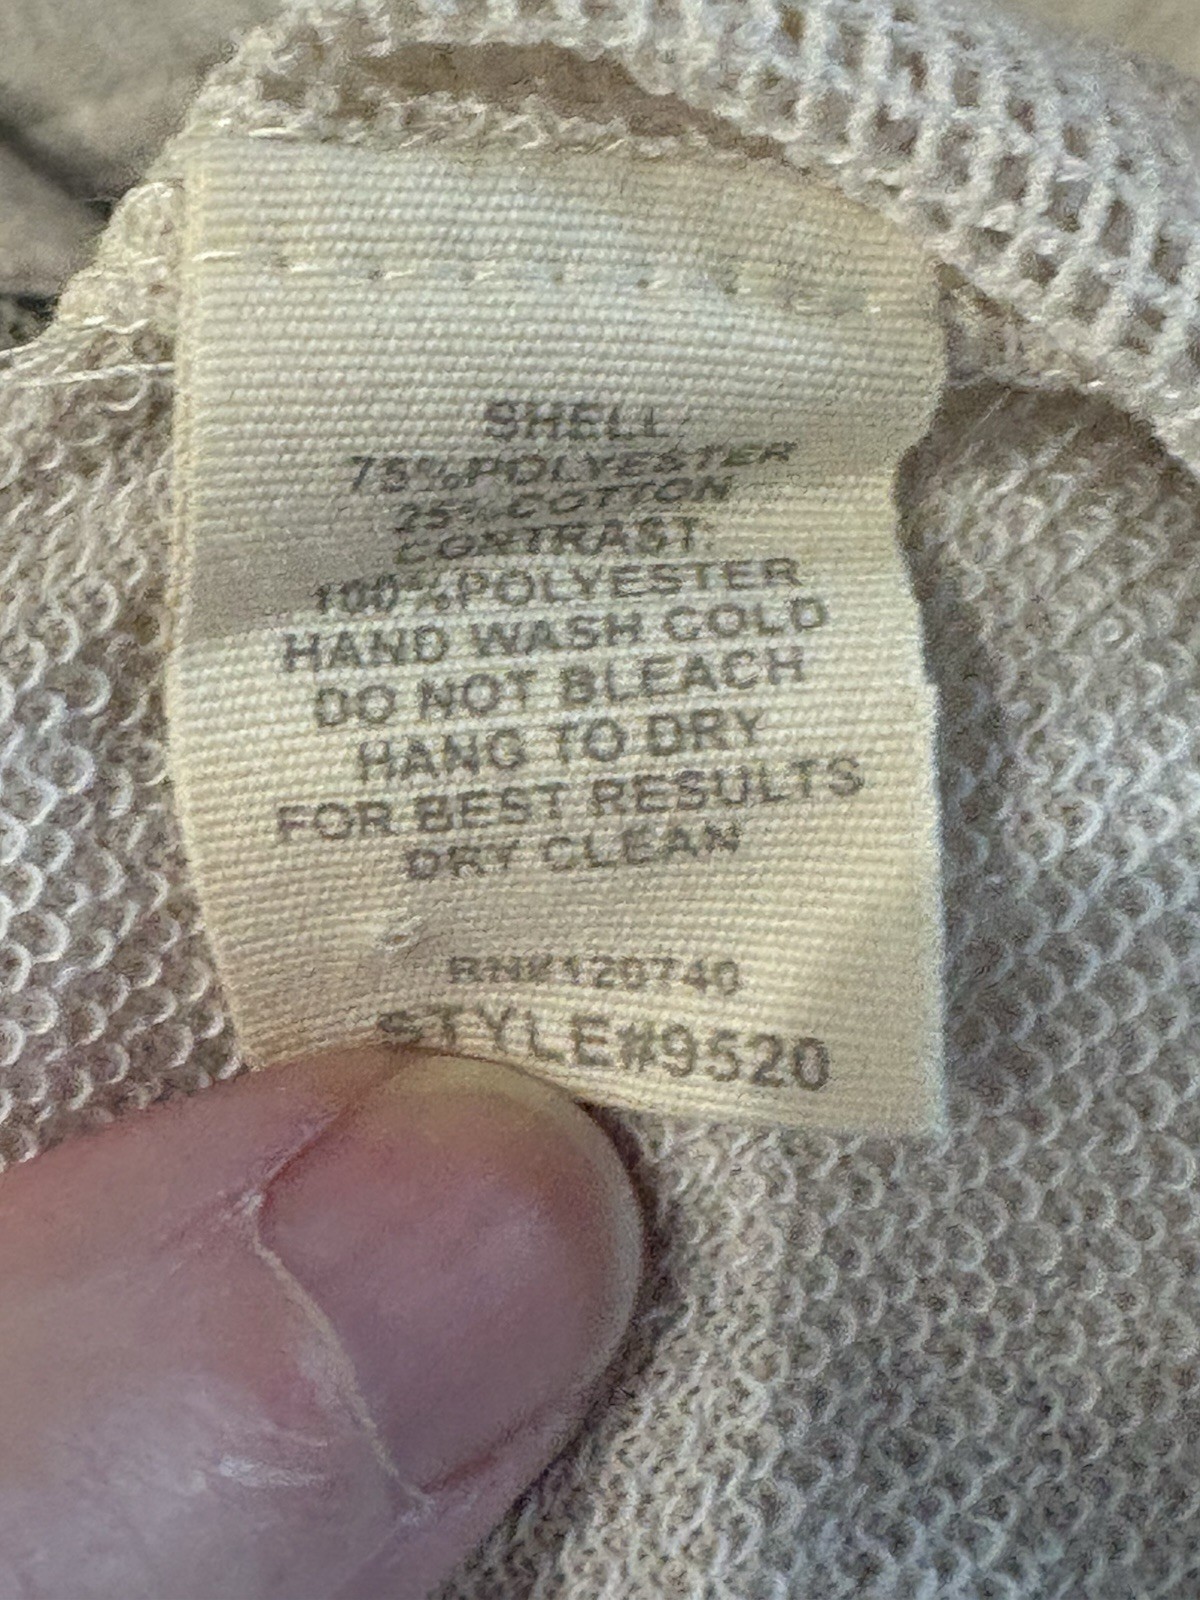 SHELL:
75%POLYESTER
25%COTTON
CONTRAST:
100%POLYESTER
HAND WASH COLD
DO NOT BLEACH
HANG TO DRY
FOR BEST RESULTS
DRY CLEAN
RN#120740
STYLE#9520